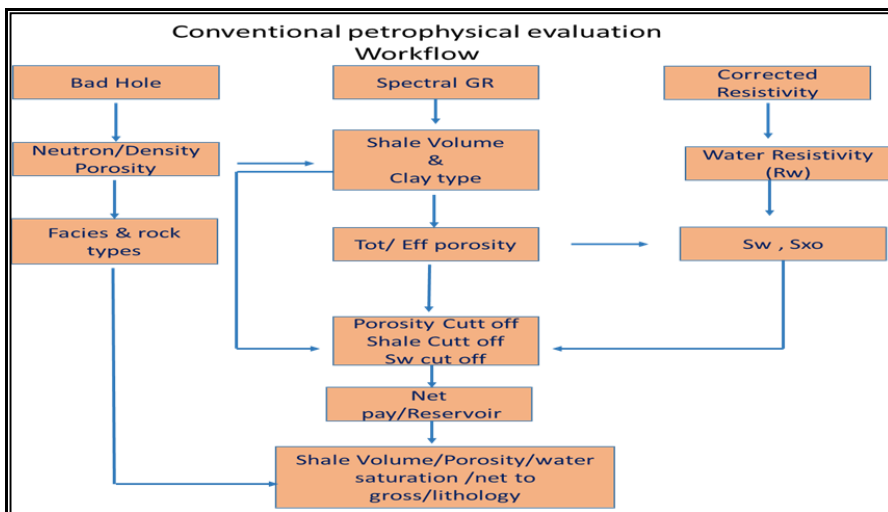 Conventional petrophysical evaluation
Workflow
Bad Hole
Spectral GR
Corrected
Resistivity
Neutron/Density
Porosity
Shale Volume
&
Clay type
Water Resistivity
(Rw)
Facies & rock
types
Tot/ Eff porosity
Sw , Sxo
Porosity Cutt off
Shale Cutt off
Sw cut off
Net
pay/Reservoir
Shale Volume/Porosity/water
saturation /net to
gross/lithology